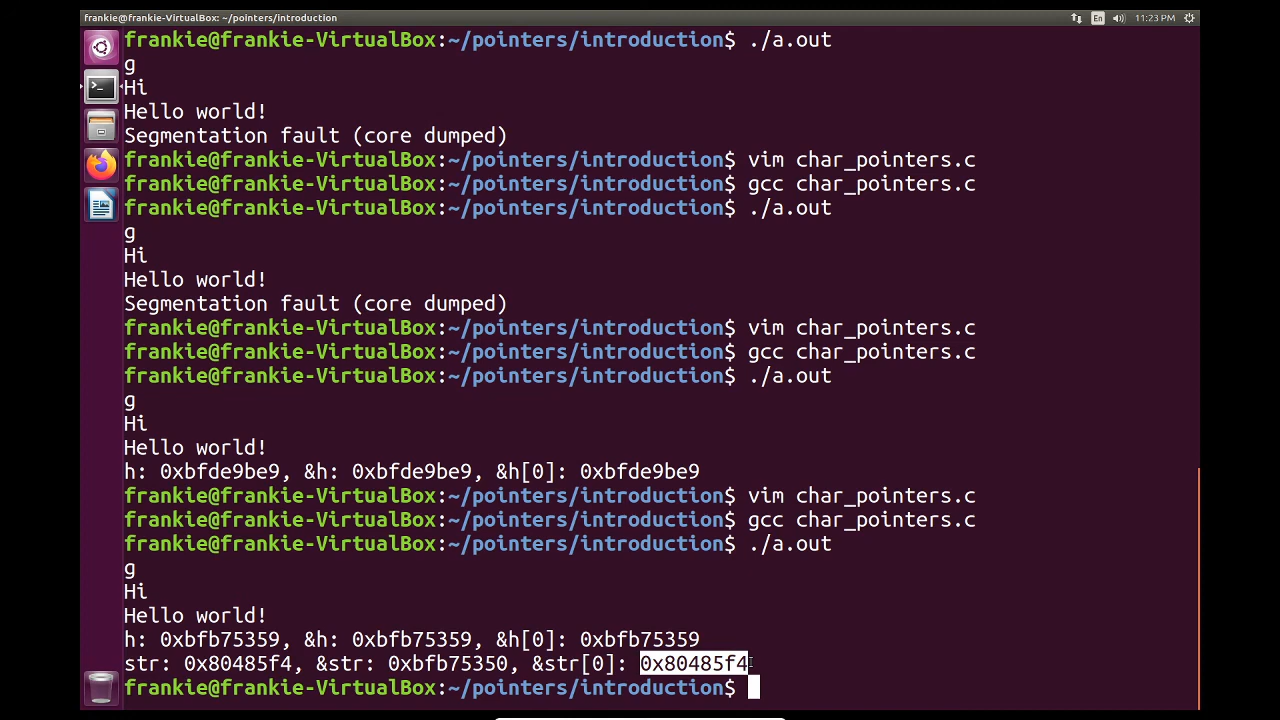 frankie@frankie-VirtualBox: ~/pointers/introduction En 11:23 PM
frankie@frankie-VirtualBox:~/pointers/introduction$ ./a.out
g
Hi
Hello world!
Segmentation fault (core dumped)
frankie@frankie-VirtualBox:~/pointers/introduction$ vim char_pointers.c
frankie@frankie-VirtualBox:~/pointers/introduction$ gcc char_pointers.c
frankie@frankie-VirtualBox:~/pointers/introduction$ ./a.out
g
Hi
Hello world!
Segmentation fault (core dumped)
frankie@frankie-VirtualBox:~/pointers/introduction$ vim char_pointers.c
frankie@frankie-VirtualBox:~/pointers/introduction$ gcc char_pointers.c
frankie@frankie-VirtualBox:~/pointers/introduction$ ./a.out
g
Hi
Hello world!
h: 0xbfde9be9, &h: 0xbfde9be9, &h[0]: 0xbfde9be9
frankie@frankie-VirtualBox:~/pointers/introduction$ vim char_pointers.c
frankie@frankie-VirtualBox:~/pointers/introduction$ gcc char_pointers.c
frankie@frankie-VirtualBox:~/pointers/introduction$ ./a.out
g
Hi
Hello world!
h: 0xbfb75359, &h: 0xbfb75359, &h[0]: 0xbfb75359
str: 0x80485f4, &str: 0xbfb75350, &str[0]: 0x80485f4
frankie@frankie-VirtualBox:~/pointers/introduction$